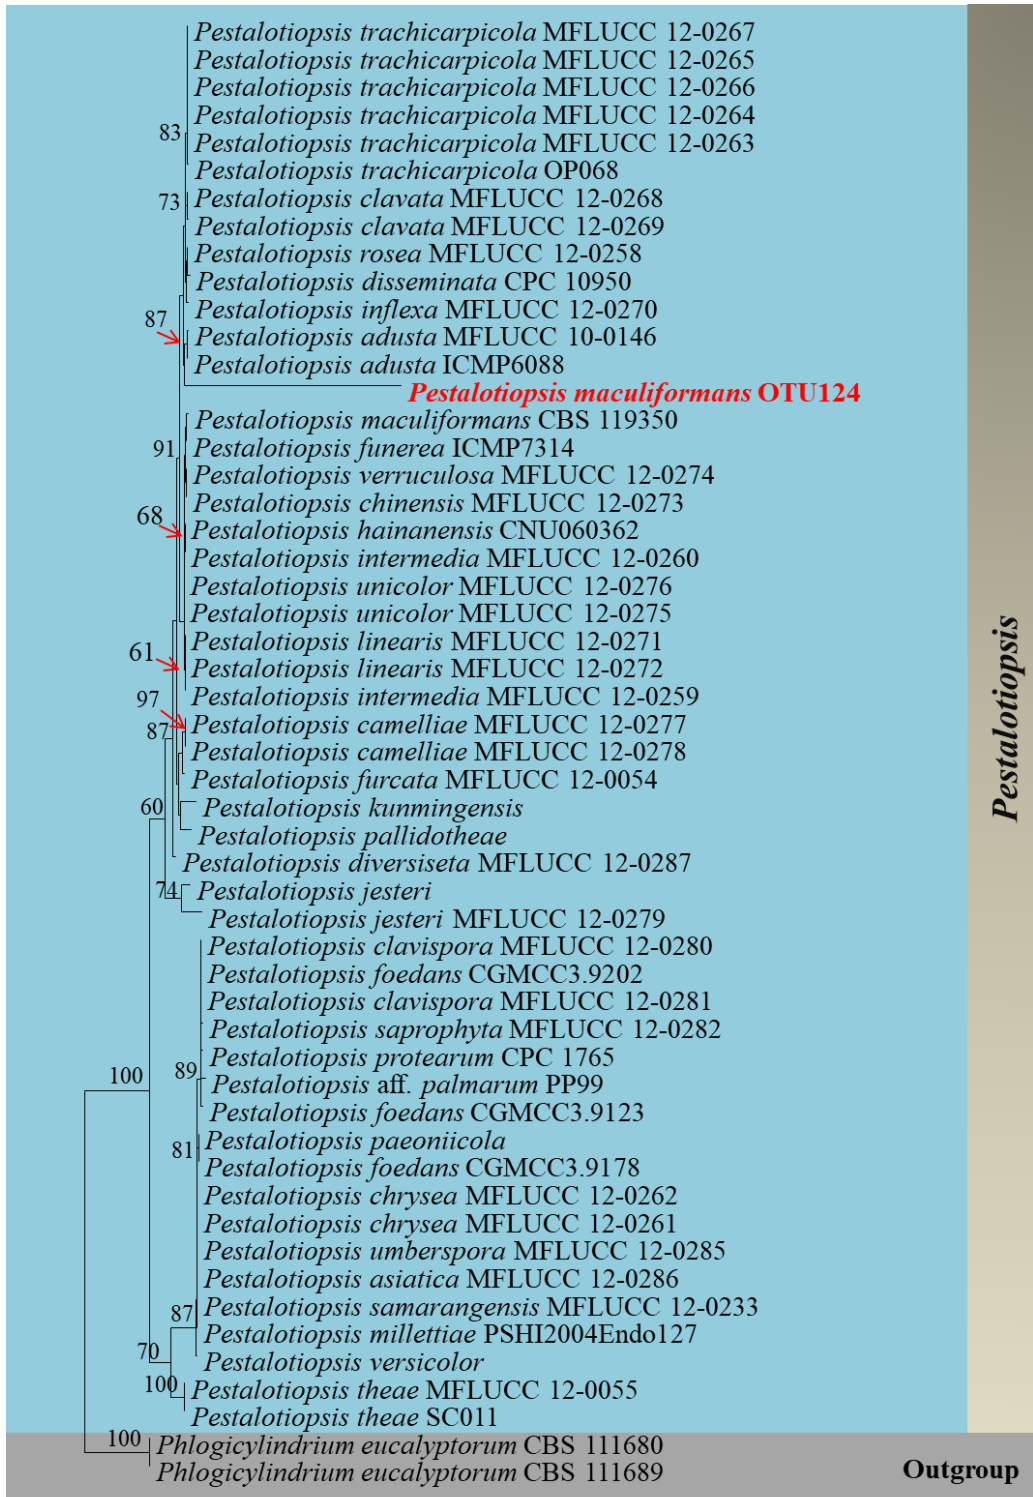 Pestalotiopsis trachicarpicola MFLUCC 12-0267
Pestalotiopsis trachicarpicola MFLUCC 12-0265
Pestalotiopsis trachicarpicola MFLUCC 12-0266
Pestalotiopsis trachicarpicola MFLUCC 12-0264
83
Pestalotiopsis trachicarpicola MFLUCC 12-0263
Pestalotiopsis trachicarpicola OP068
73
Pestalotiopsis clavata MFLUCC 12-0268
Pestalotiopsis clavata MFLUCC 12-0269
Pestalotiopsis rosea MFLUCC 12-0258
Pestalotiopsis disseminata CPC 10950
Pestalotiopsis inflexa MFLUCC 12-0270
87
Pestalotiopsis adusta MFLUCC 10-0146
Pestalotiopsis adusta ICMP6088
Pestalotiopsis maculiformans OTU124
Pestalotiopsis maculiformans CBS 119350
91
Pestalotiopsis funerea ICMP7314
Pestalotiopsis verruculosa MFLUCC 12-0274
Pestalotiopsis chinensis MFLUCC 12-0273
68
Pestalotiopsis hainanensis CNU060362
Pestalotiopsis intermedia MFLUCC 12-0260
Pestalotiopsis unicolor MFLUCC 12-0276
Pestalotiopsis unicolor MFLUCC 12-0275
Pestalotiopsis linearis MFLUCC 12-0271
61
Pestalotiopsis linearis MFLUCC 12-0272
Pestalotiopsis intermedia MFLUCC 12-0259
97
Pestalotiopsis camelliae MFLUCC 12-0277
87
Pestalotiopsis camelliae MFLUCC 12-0278
Pestalotiopsis furcata MFLUCC 12-0054
60
Pestalotiopsis kunmingensis
Pestalotiopsis pallidotheae
Pestalotiopsis diversiseta MFLUCC 12-0287
74
Pestalotiopsis jesteri
Pestalotiopsis jesteri MFLUCC 12-0279
Pestalotiopsis clavispora MFLUCC 12-0280
Pestalotiopsis foedans CGMCC3.9202
Pestalotiopsis clavispora MFLUCC 12-0281
Pestalotiopsis saprophyta MFLUCC 12-0282
Pestalotiopsis protearum CPC 1765
100
89
Pestalotiopsis aff. palmarum PP99
Pestalotiopsis foedans CGMCC3.9123
Pestalotiopsis paeoniicola
81
Pestalotiopsis foedans CGMCC3.9178
Pestalotiopsis chrysea MFLUCC 12-0262
Pestalotiopsis chrysea MFLUCC 12-0261
Pestalotiopsis umberspora MFLUCC 12-0285
Pestalotiopsis asiatica MFLUCC 12-0286
87
Pestalotiopsis samarangensis MFLUCC 12-0233
Pestalotiopsis millettiae PSHI2004Endo127
70
Pestalotiopsis versicolor
100
Pestalotiopsis theae MFLUCC 12-0055
Pestalotiopsis theae SC011
100
Phlogicylindrium eucalyptorum CBS 111680
Phlogicylindrium eucalyptorum CBS 111689
Pestalotiopsis
Outgroup